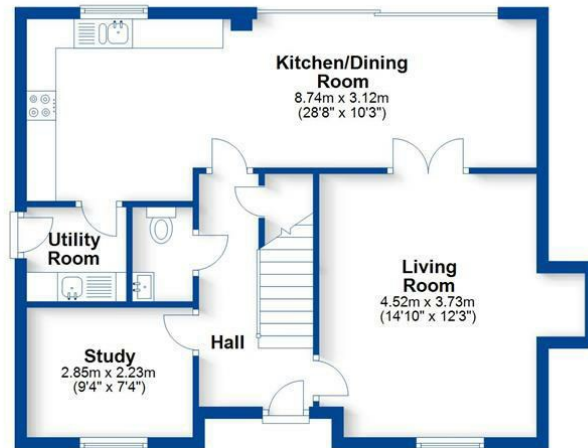 Kitchen/Dining
Room
8.74m x 3.12m
(28'8" x 10'3")
Utility
Room
Living
Room
4.52m x 3.73m
(14'10" x 12'3")
Hall
Study
2.85m x 2.23m
(9'4" x 7'4")